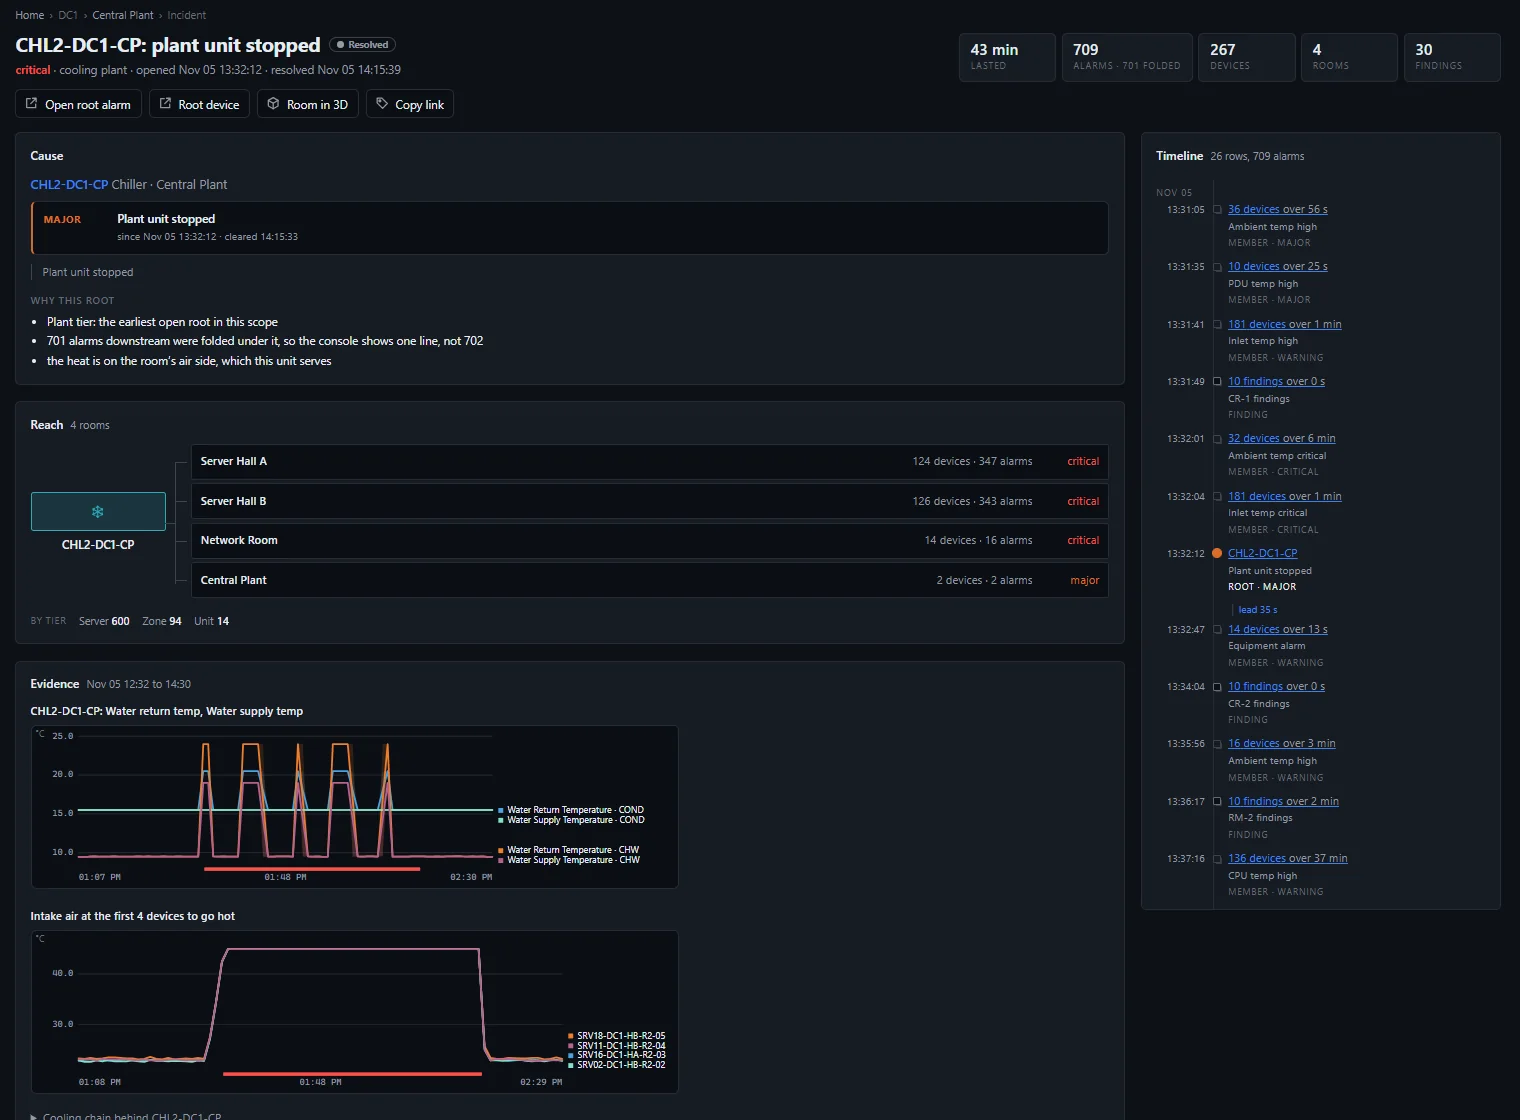 Home › DC1 › Central Plant › Incident
CHL2-DC1-CP: plant unit stopped
Resolved
critical · cooling plant · opened Nov 05 13:32:12 · resolved Nov 05 14:15:39
43 min
LASTED
709
ALARMS · 701 FOLDED
267
DEVICES
4
ROOMS
30
FINDINGS
Open root alarm
Root device
Room in 3D
Copy link
Cause
CHL2-DC1-CP Chiller · Central Plant
MAJOR
Plant unit stopped
since Nov 05 13:32:12 · cleared 14:15:33
Plant unit stopped
WHY THIS ROOT
• Plant tier: the earliest open root in this scope
• 701 alarms downstream were folded under it, so the console shows one line, not 702
• the heat is on the room's air side, which this unit serves
Reach 4 rooms
CHL2-DC1-CP
Server Hall A 124 devices · 347 alarms critical
Server Hall B 126 devices · 343 alarms critical
Network Room 14 devices · 16 alarms critical
Central Plant 2 devices · 2 alarms major
BY TIER Server 600 Zone 94 Unit 14
Evidence Nov 05 12:32 to 14:30
CHL2-DC1-CP: Water return temp, Water supply temp
°C
25.0
20.0
15.0
10.0
Water Return Temperature - COND
Water Supply Temperature - COND
Water Return Temperature - CHW
Water Supply Temperature - CHW
01:07 PM 01:48 PM 02:30 PM
Intake air at the first 4 devices to go hot
°C
40.0
30.0
SRV18-DC1-HB-R2-05
SRV11-DC1-HB-R2-04
SRV16-DC1-HA-R2-03
SRV02-DC1-HB-R2-02
01:08 PM 01:48 PM 02:29 PM
Cooling chain behind CHL2-DC1-CP
Timeline 26 rows, 709 alarms
NOV 05
13:31:05 36 devices over 56 s
Ambient temp high
MEMBER · MAJOR
13:31:35 10 devices over 25 s
PDU temp high
MEMBER · MAJOR
13:31:41 181 devices over 1 min
Inlet temp high
MEMBER · WARNING
13:31:49 10 findings over 0 s
CR-1 findings
FINDING
13:32:01 32 devices over 6 min
Ambient temp critical
MEMBER · CRITICAL
13:32:04 181 devices over 1 min
Inlet temp critical
MEMBER · CRITICAL
13:32:12 CHL2-DC1-CP
Plant unit stopped
ROOT · MAJOR
lead 35 s
13:32:47 14 devices over 13 s
Equipment alarm
MEMBER · WARNING
13:34:04 10 findings over 0 s
CR-2 findings
FINDING
13:35:56 16 devices over 3 min
Ambient temp high
MEMBER · WARNING
13:36:17 10 findings over 2 min
RM-2 findings
FINDING
13:37:16 136 devices over 37 min
CPU temp high
MEMBER · WARNING